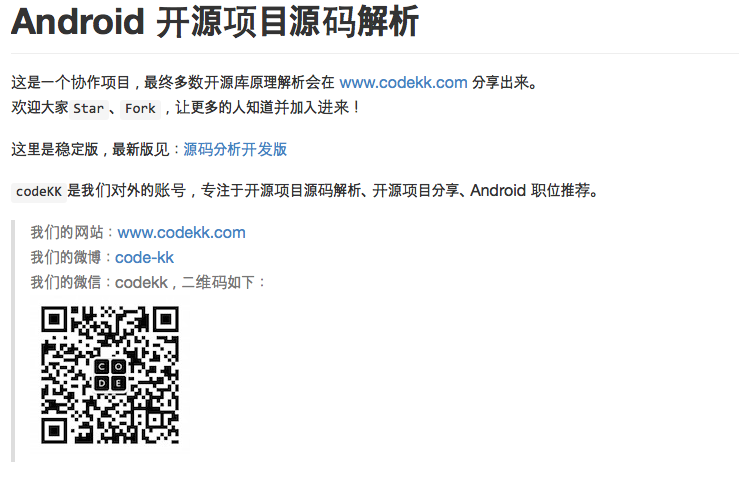 Android 开源项目源码解析
这是一个协作项目，最终多数开源库原理解析会在 www.codekk.com 分享出来。
欢迎大家 Star、Fork，让更多的人知道并加入进来！
这里是稳定版，最新版见：源码分析开发版
codeKK 是我们对外的账号，专注于开源项目源码解析、开源项目分享、Android 职位推荐。
我们的网站：www.codekk.com
我们的微博：code-kk
我们的微信：codekk，二维码如下：
C O
D E